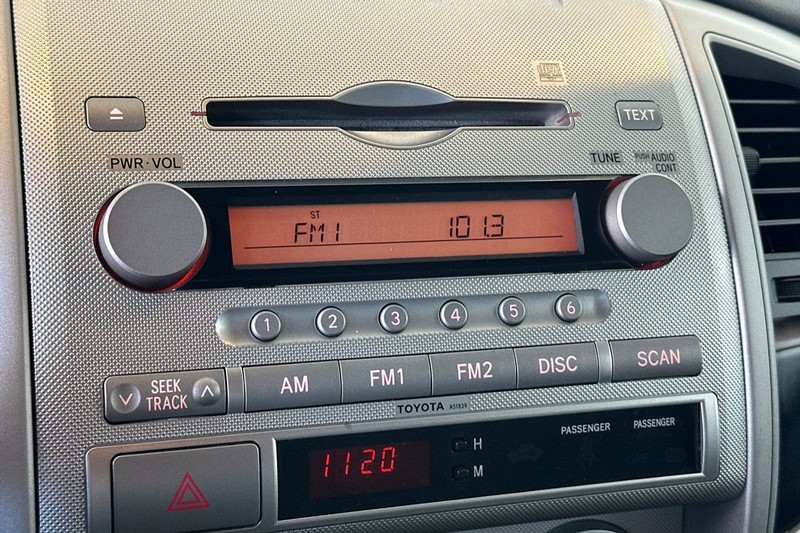 TEXT
PWR·VOL
TUNE
PUSH AUDIO
CONT
ST
FM1 101.3
1 2 3 4 5 6
SEEK
TRACK
AM FM1 FM2 DISC SCAN
TOYOTA A51839
1120
H
M
PASSENGER PASSENGER